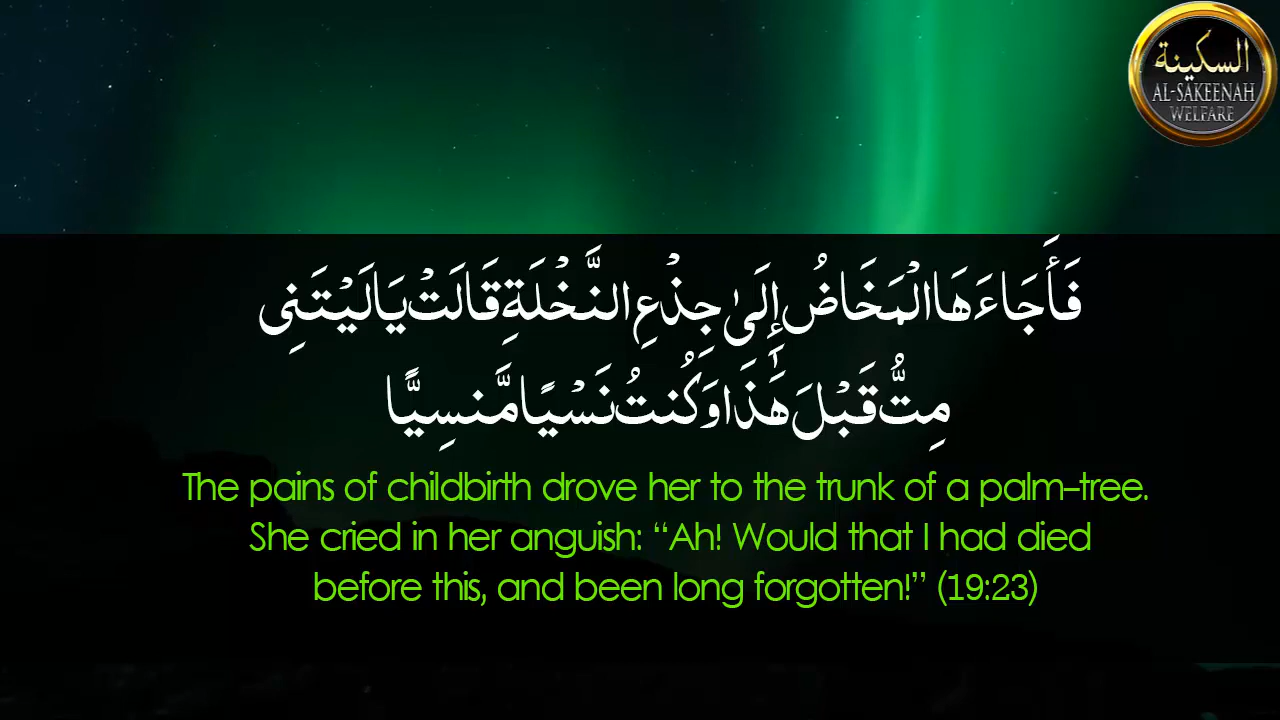 السكينة
AL-SAKEENAH
WELFARE
فَأَجَاءَهَا الْمَخَاضُ إِلَىٰ جِذْعِ النَّخْلَةِ قَالَتْ يَا لَيْتَنِي
مِتُّ قَبْلَ هَٰذَا وَكُنتُ نَسْيًا مَّنسِيًّا
The pains of childbirth drove her to the trunk of a palm-tree.
She cried in her anguish: “Ah! Would that I had died
before this, and been long forgotten!” (19:23)